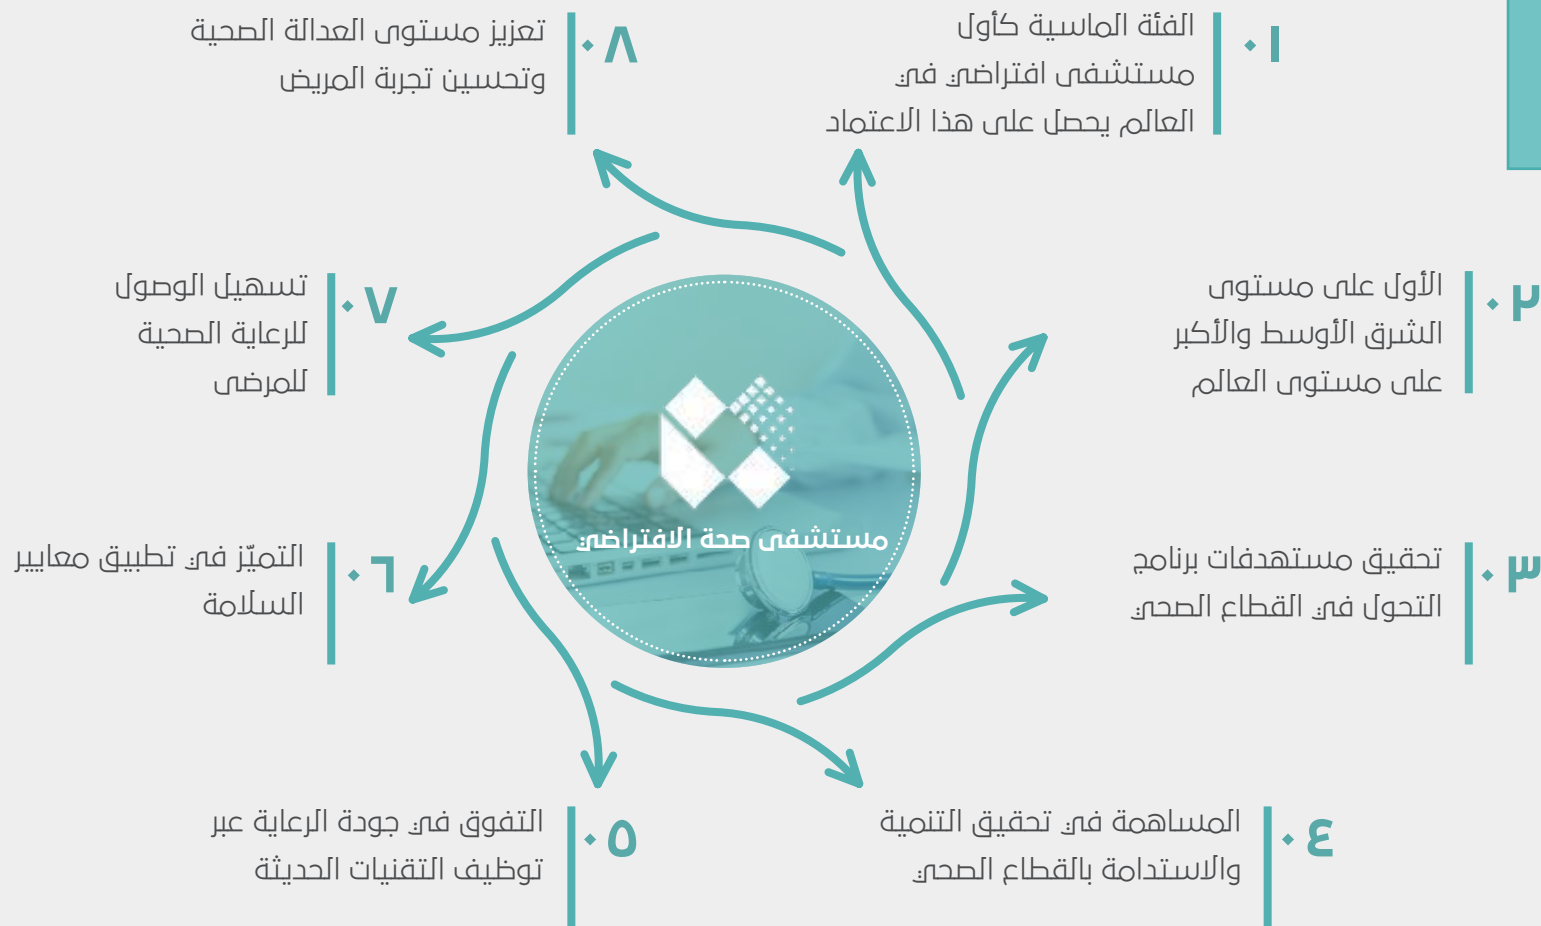 ٠١
الفئة الماسية كأول
مستشفى افتراضي في
العالم يحصل على هذا الاعتماد
٠٢
الأول على مستوى
الشرق الأوسط والأكبر
على مستوى العالم
٠٣
تحقيق مستهدفات برنامج
التحول في القطاع الصحي
٠٤
المساهمة في تحقيق التنمية
والاستدامة بالقطاع الصحي
٠٥
التفوق في جودة الرعاية عبر
توظيف التقنيات الحديثة
٠٦
التميّز في تطبيق معايير
السلامة
٠٧
تسهيل الوصول
للرعاية الصحية
للمرضى
٠٨
تعزيز مستوى العدالة الصحية
وتحسين تجربة المريض
مستشفى صحة الافتراضي